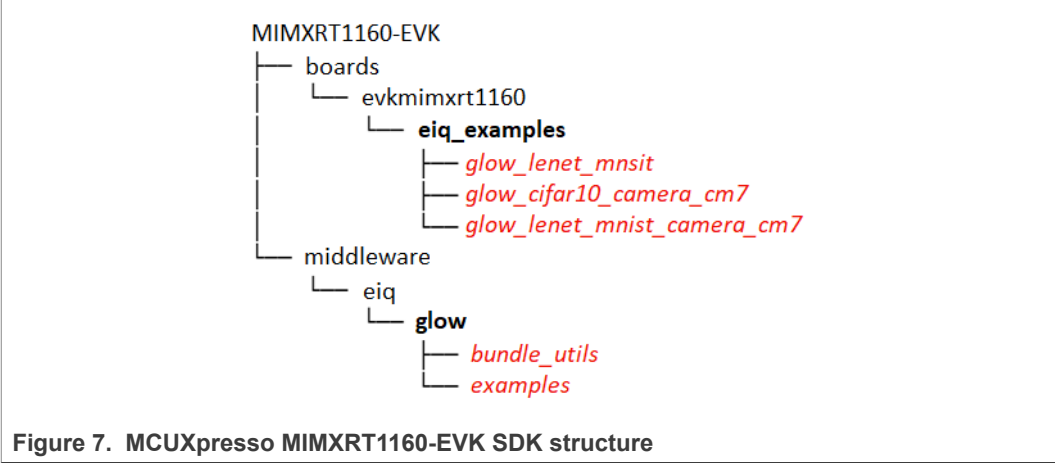 MIMXRT1160-EVK
boards
evkmimxrt1160
eiq_examples
glow_lenet_mnsit
glow_cifar10_camera_cm7
glow_lenet_mnist_camera_cm7
middleware
eiq
glow
bundle_utils
examples
Figure 7. MCUXpresso MIMXRT1160-EVK SDK structure